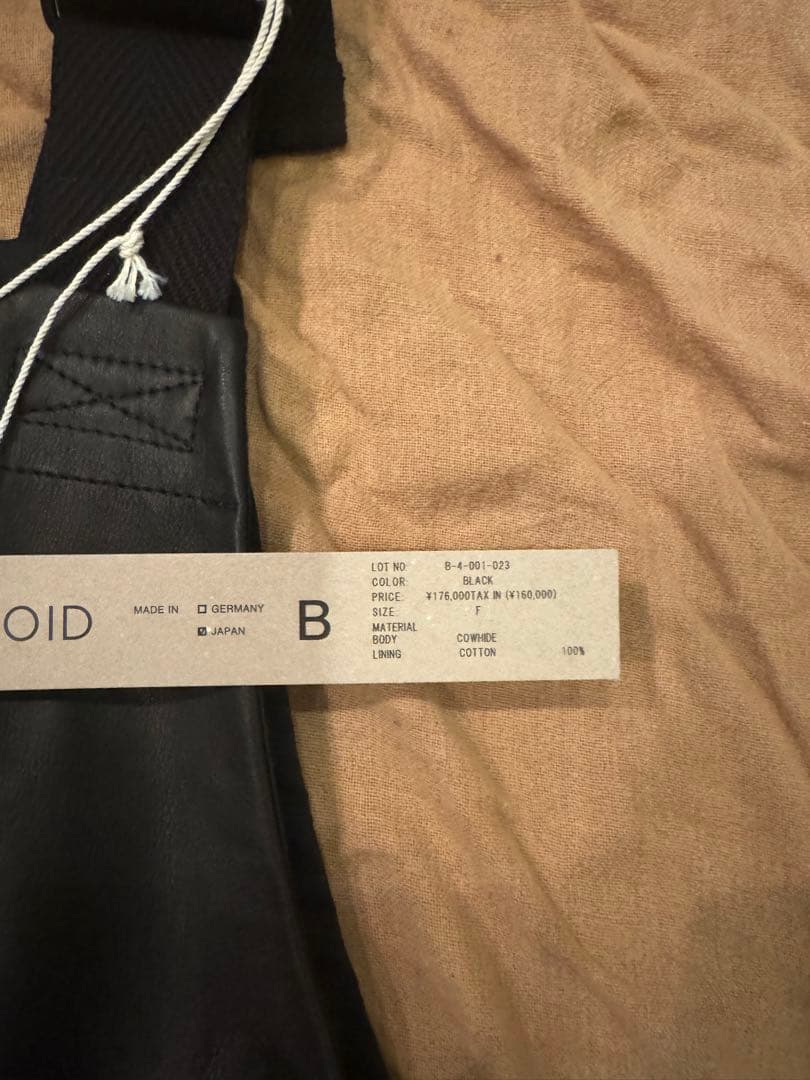 OID
MADE IN
GERMANY
JAPAN
B
LOT NO B-4-001-023
COLOR: BLACK
PRICE: ¥176,000TAX IN (¥160,000)
SIZE: F
MATERIAL
BODY COWHIDE
LINING COTTON 100%